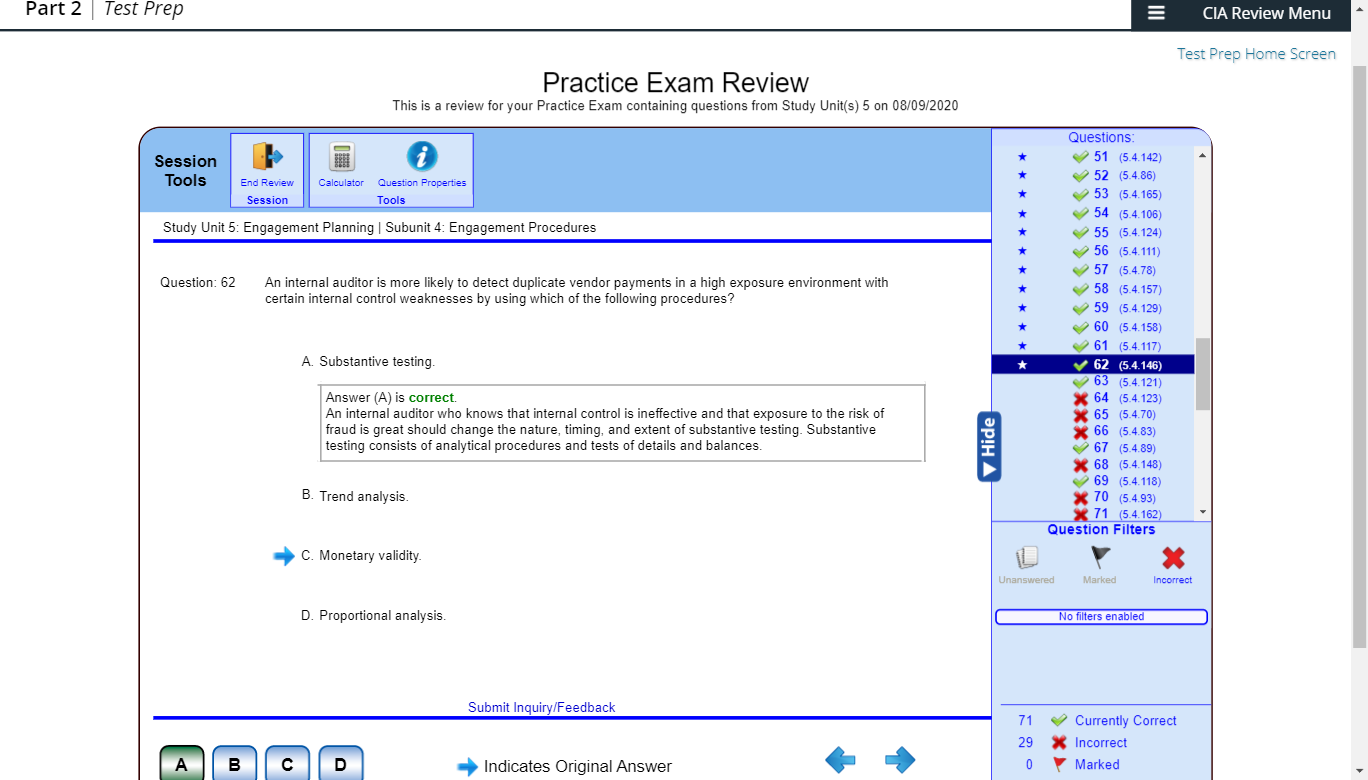 Part 2 | Test Prep
CIA Review Menu
Test Prep Home Screen
Practice Exam Review
This is a review for your Practice Exam containing questions from Study Unit(s) 5 on 08/09/2020
Session
Tools
End Review
Session
Calculator
Question Properties
Tools
Study Unit 5: Engagement Planning | Subunit 4: Engagement Procedures
Question: 62
An internal auditor is more likely to detect duplicate vendor payments in a high exposure environment with
certain internal control weaknesses by using which of the following procedures?
A. Substantive testing.
Answer (A) is correct.
An internal auditor who knows that internal control is ineffective and that exposure to the risk of
fraud is great should change the nature, timing, and extent of substantive testing. Substantive
testing consists of analytical procedures and tests of details and balances.
B. Trend analysis.
C. Monetary validity.
D. Proportional analysis.
Submit Inquiry/Feedback
A
B
C
D
Indicates Original Answer
Hide
Questions:
51 (5.4.142)
52 (5.4.86)
53 (5.4.165)
54 (5.4.106)
55 (5.4.124)
56 (5.4.111)
57 (5.4.78)
58 (5.4.157)
59 (5.4.129)
60 (5.4.158)
61 (5.4.117)
62 (5.4.146)
63 (5.4.121)
64 (5.4.123)
65 (5.4.70)
66 (5.4.83)
67 (5.4.89)
68 (5.4.148)
69 (5.4.118)
70 (5.4.93)
71 (5.4.162)
Question Filters
Unanswered
Marked
Incorrect
No filters enabled
71 Currently Correct
29 Incorrect
0 Marked